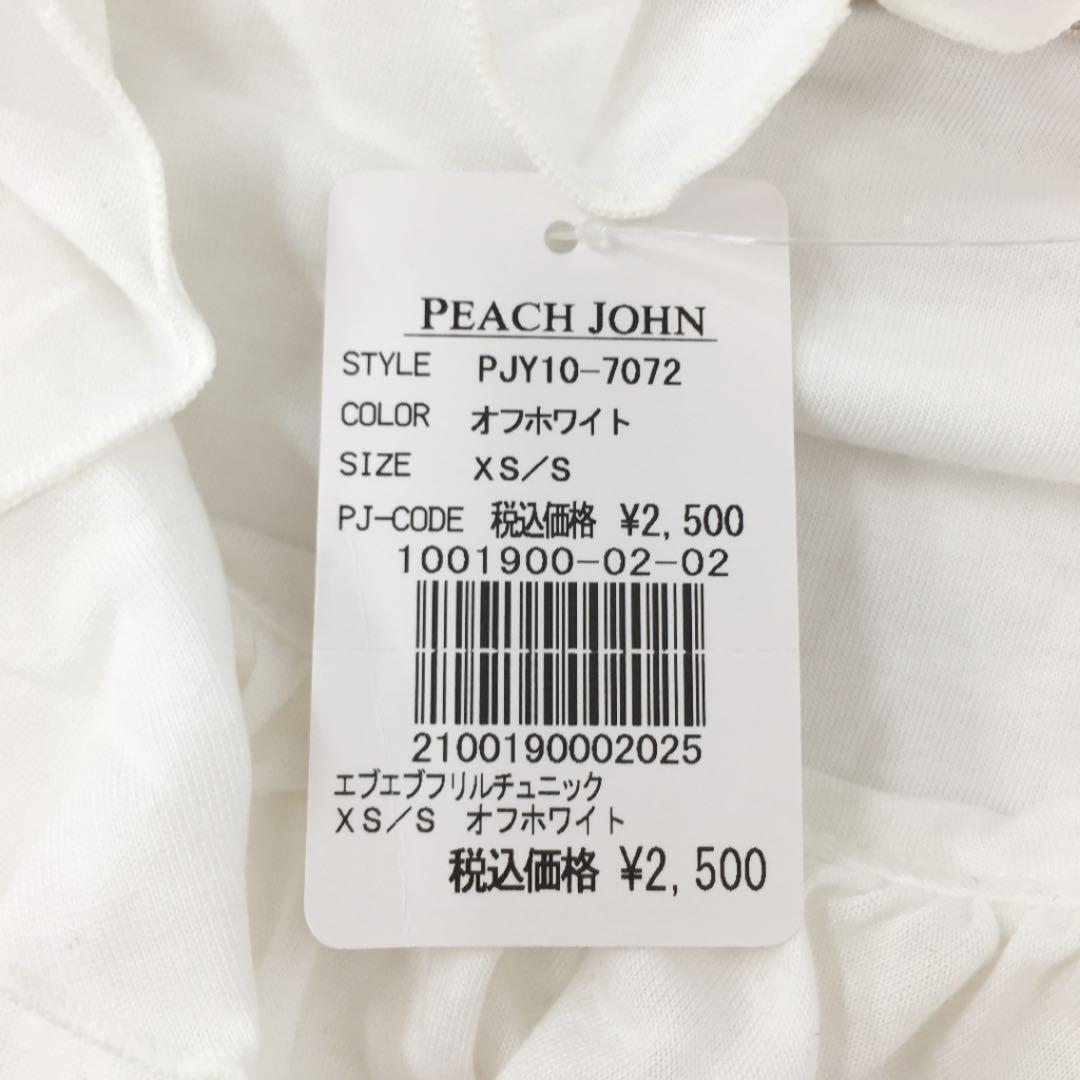 PEACH JOHN
STYLE PJY10-7072
COLOR オフホワイト
SIZE XS／S
PJ-CODE 税込価格 ¥2,500
1001900-02-02
2100190002025
エブエブフリルチュニック
XS／S オフホワイト
税込価格 ¥2,500